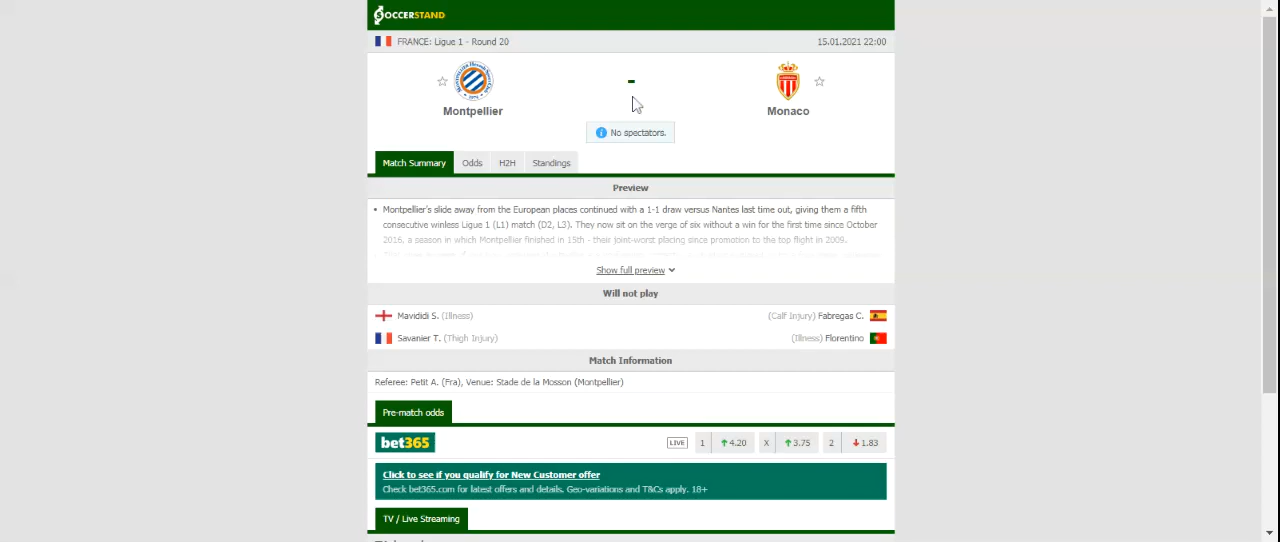 SOCCERSTAND
FRANCE: Ligue 1 - Round 20 15.01.2021 22:00
Montpellier - Monaco
No spectators.
Match Summary Odds H2H Standings
Preview
Montpellier's slide away from the European places continued with a 1-1 draw versus Nantes last time out, giving them a fifth
consecutive winless Ligue 1 (L1) match (D2, L3). They now sit on the verge of six without a win for the first time since October
2016, a season in which Montpellier finished in 15th - their joint-worst placing since promotion to the top flight in 2009.
Show full preview
Will not play
Mavididi S. (Illness) (Calf Injury) Fabregas C.
Savanier T. (Thigh Injury) (Illness) Florentino
Match Information
Referee: Petit A. (Fra), Venue: Stade de la Mosson (Montpellier)
Pre-match odds
bet365 LIVE 1 4.20 X 3.75 2 1.83
Click to see if you qualify for New Customer offer
Check bet365.com for latest offers and details. Geo-variations and T&Cs apply. 18+
TV / Live Streaming